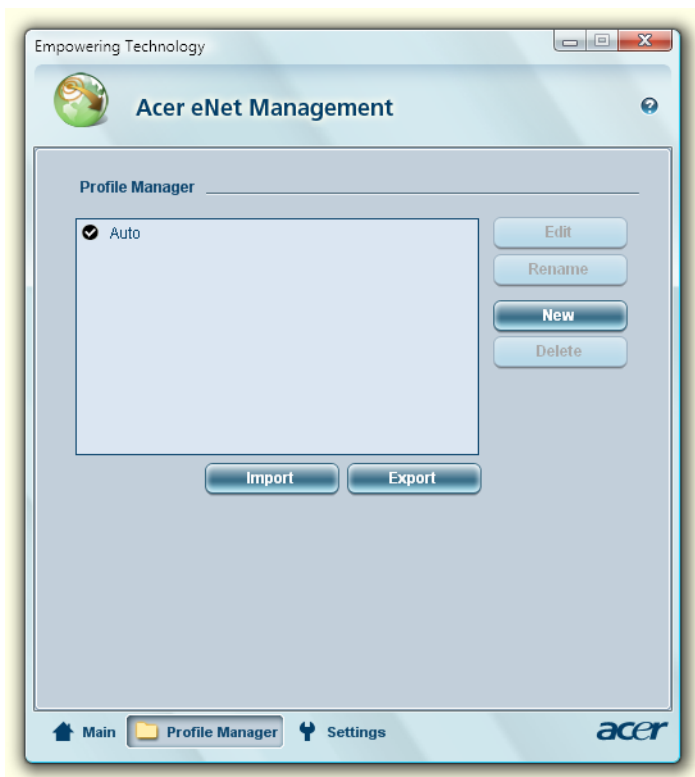 Empowering Technology
Acer eNet Management
Profile Manager
Auto
Edit
Rename
New
Delete
Import Export
Main Profile Manager Settings acer